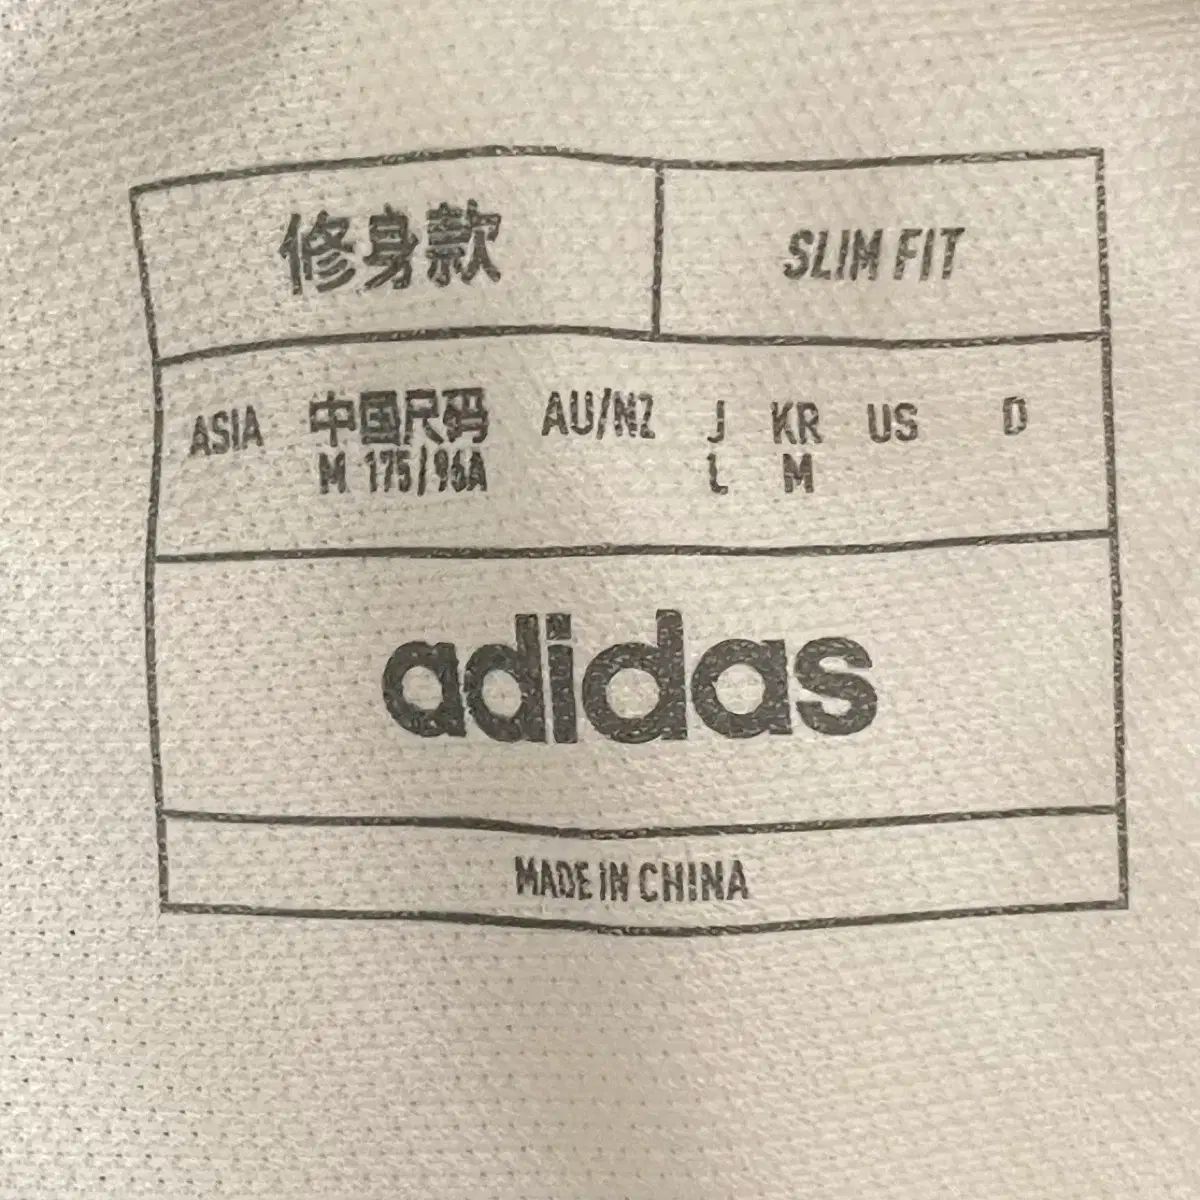 修身款 SLIM FIT
ASIA 中国尺码 AU/NZ J KR US D
M 175/96A L M
adidas
MADE IN CHINA